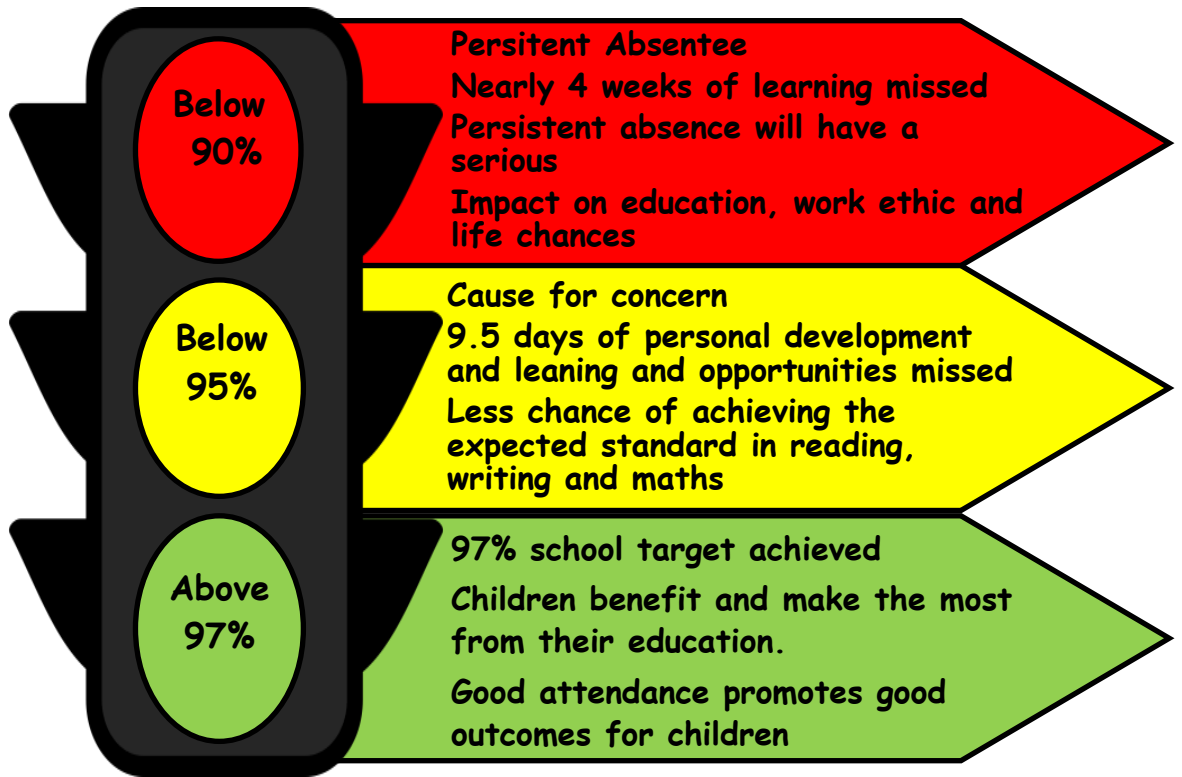 Below
90%
Persitent Absentee
Nearly 4 weeks of learning missed
Persistent absence will have a
serious
Impact on education, work ethic and
life chances
Below
95%
Cause for concern
9.5 days of personal development
and leaning and opportunities missed
Less chance of achieving the
expected standard in reading,
writing and maths
Above
97%
97% school target achieved
Children benefit and make the most
from their education.
Good attendance promotes good
outcomes for children